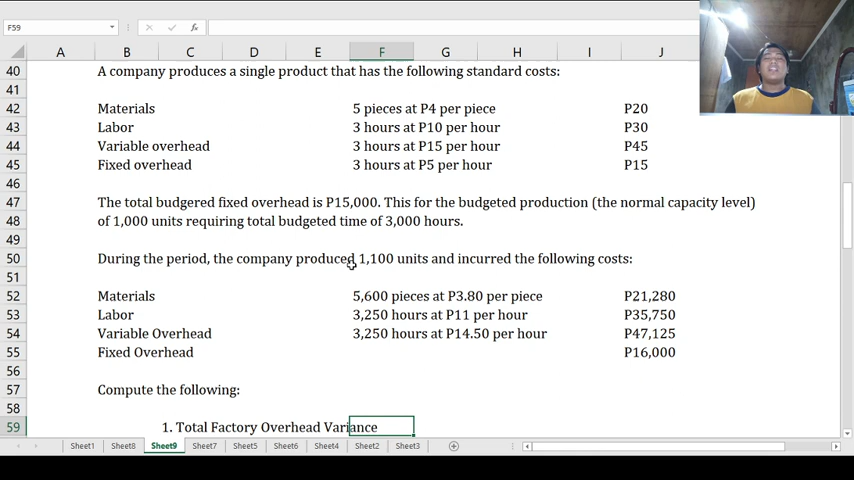 F59
fx
A B C D E F G H I J
40 A company produces a single product that has the following standard costs:
41
42 Materials 5 pieces at P4 per piece P20
43 Labor 3 hours at P10 per hour P30
44 Variable overhead 3 hours at P15 per hour P45
45 Fixed overhead 3 hours at P5 per hour P15
46
47 The total budgered fixed overhead is P15,000. This for the budgeted production (the normal capacity level)
48 of 1,000 units requiring total budgeted time of 3,000 hours.
49
50 During the period, the company produced 1,100 units and incurred the following costs:
51
52 Materials 5,600 pieces at P3.80 per piece P21,280
53 Labor 3,250 hours at P11 per hour P35,750
54 Variable Overhead 3,250 hours at P14.50 per hour P47,125
55 Fixed Overhead P16,000
56
57 Compute the following:
58
59 1. Total Factory Overhead Variance
Sheet1 Sheet8 Sheet9 Sheet7 Sheet5 Sheet6 Sheet4 Sheet2 Sheet3